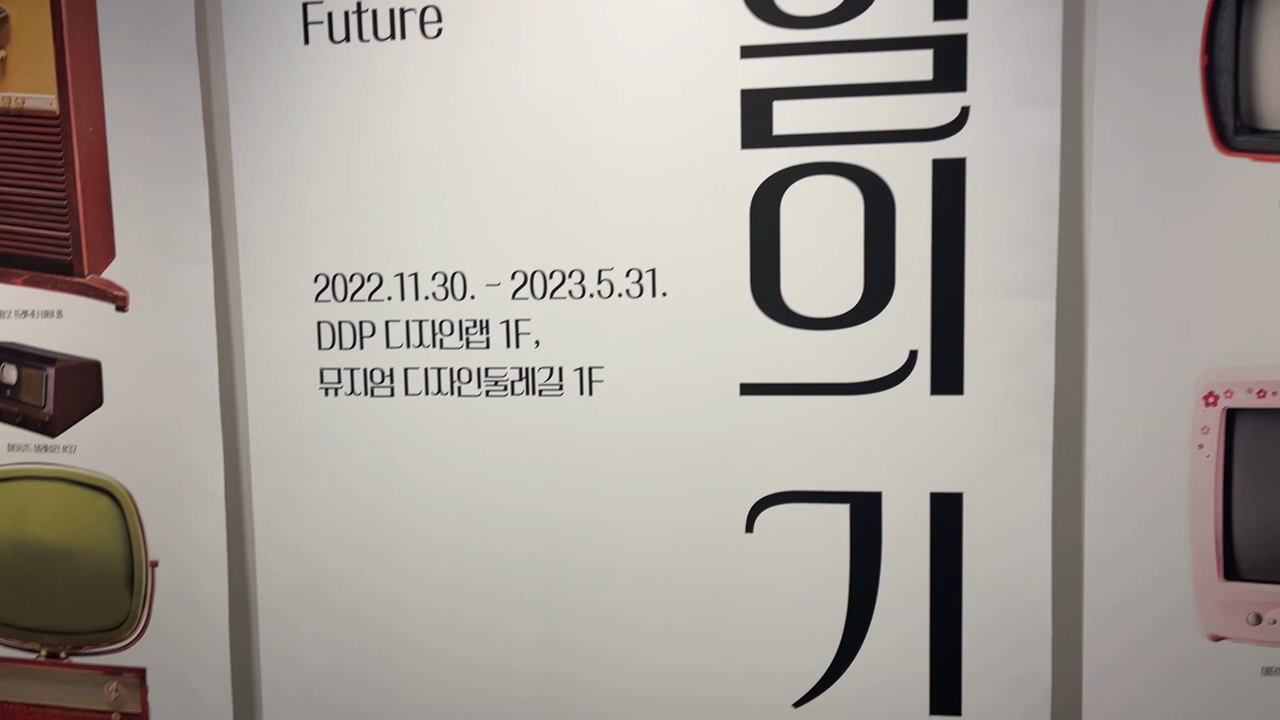 Future
2022.11.30. – 2023.5.31.
DDP 디자인랩 1F,
뮤지엄 디자인둘레길 1F
의
기